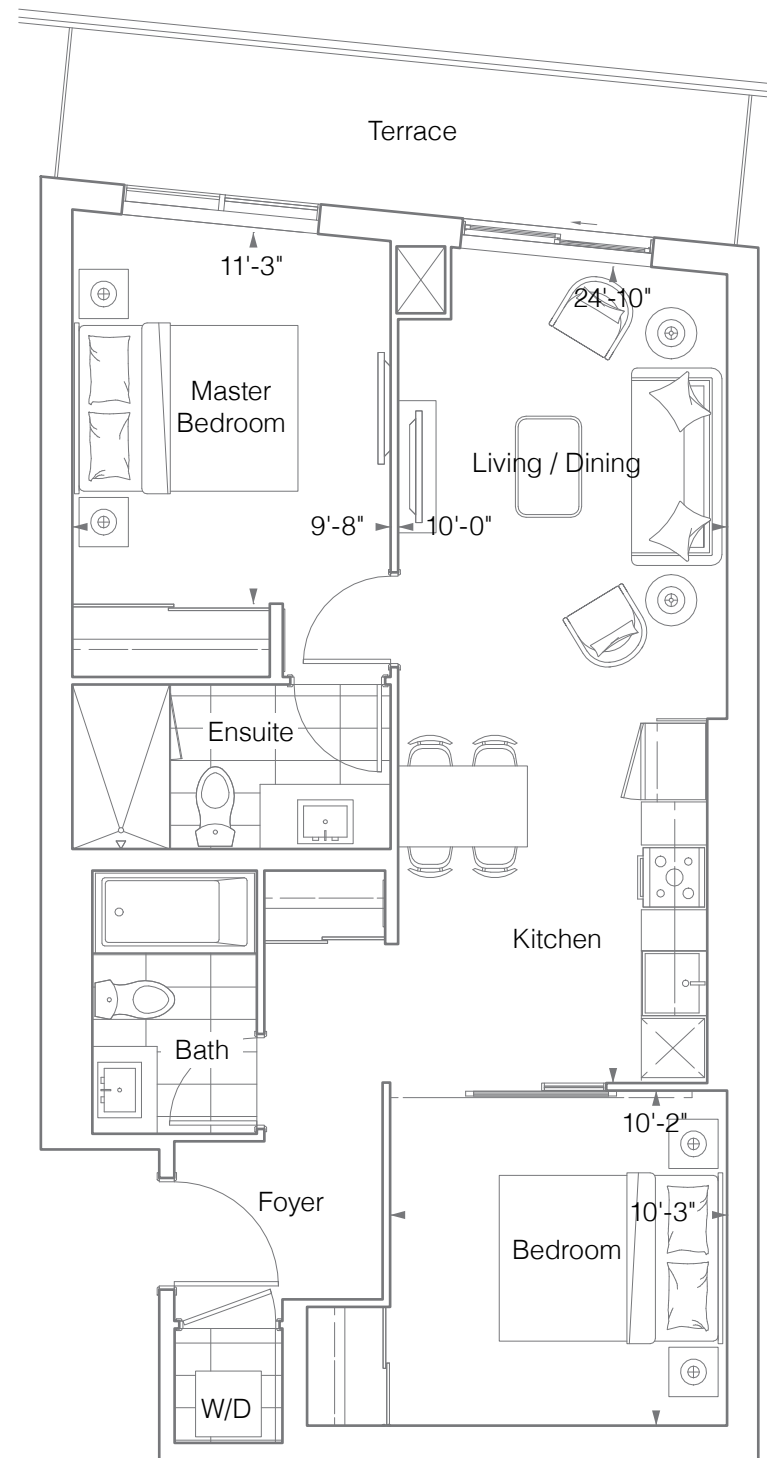 Terrace
11'-3"
24'-10"
Master
Bedroom
Living / Dining
9'-8"
10'-0"
Ensuite
Kitchen
Bath
10'-2"
Foyer
10'-3"
Bedroom
W/D